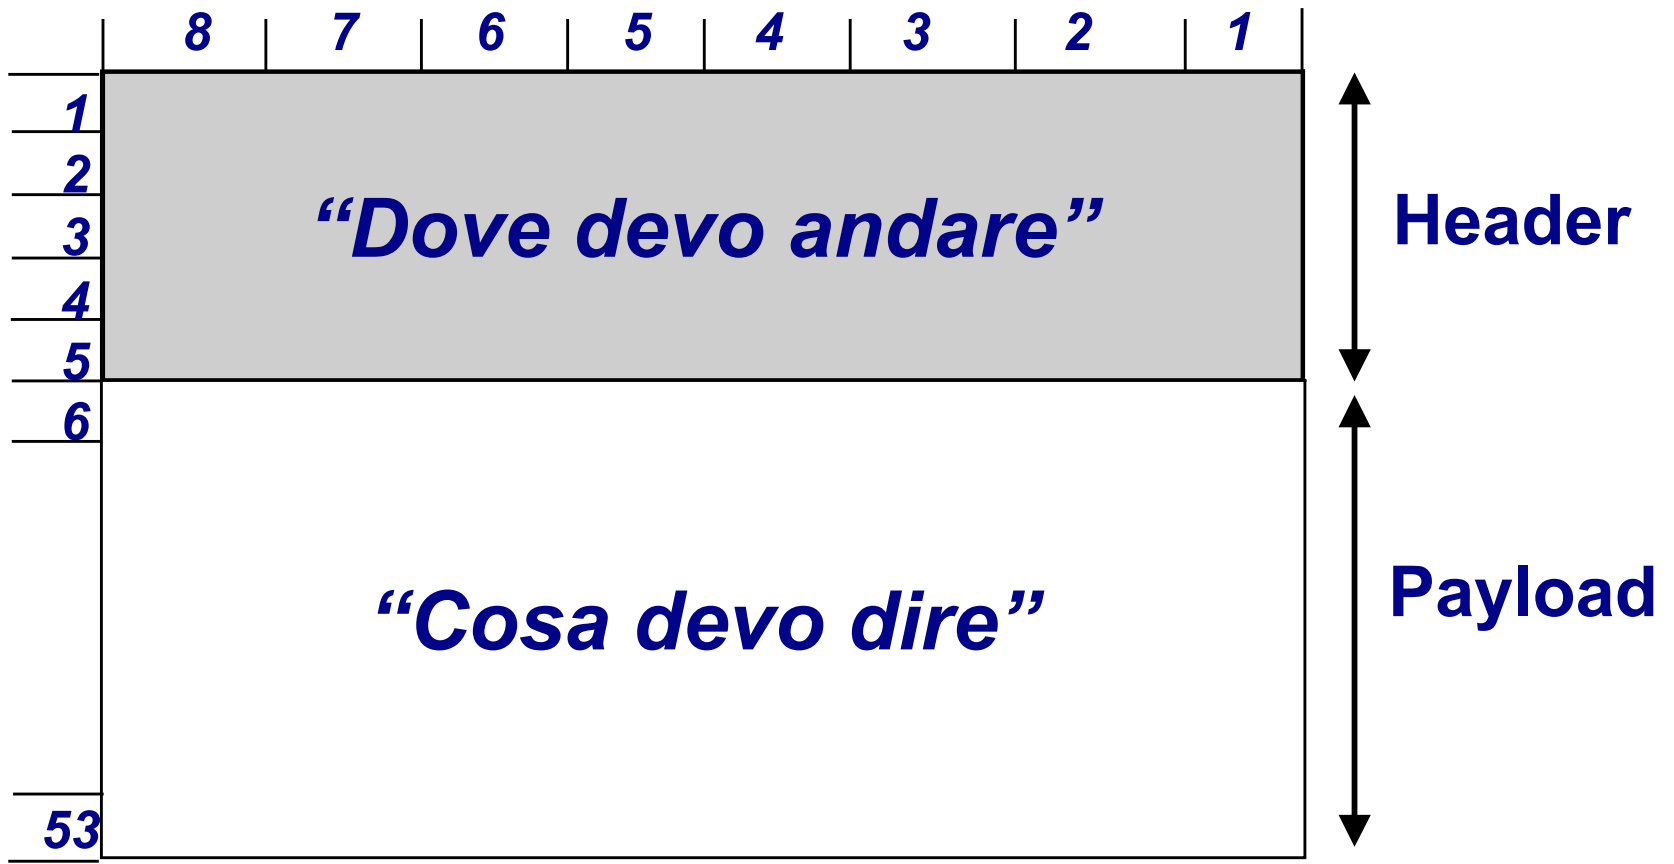 8 7 6 5 4 3 2 1
1
2
3
4
5
6
53
“Dove devo andare”
Header
“Cosa devo dire”
Payload